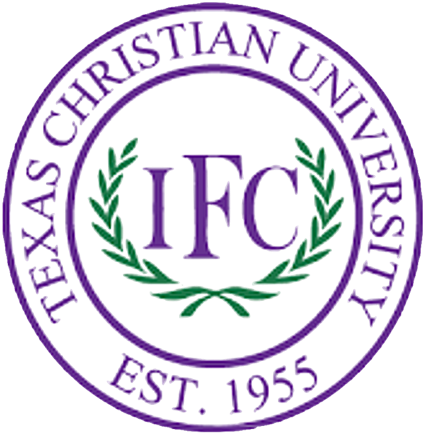 TEXAS CHRISTIAN UNIVERSITY
IFC
EST. 1955